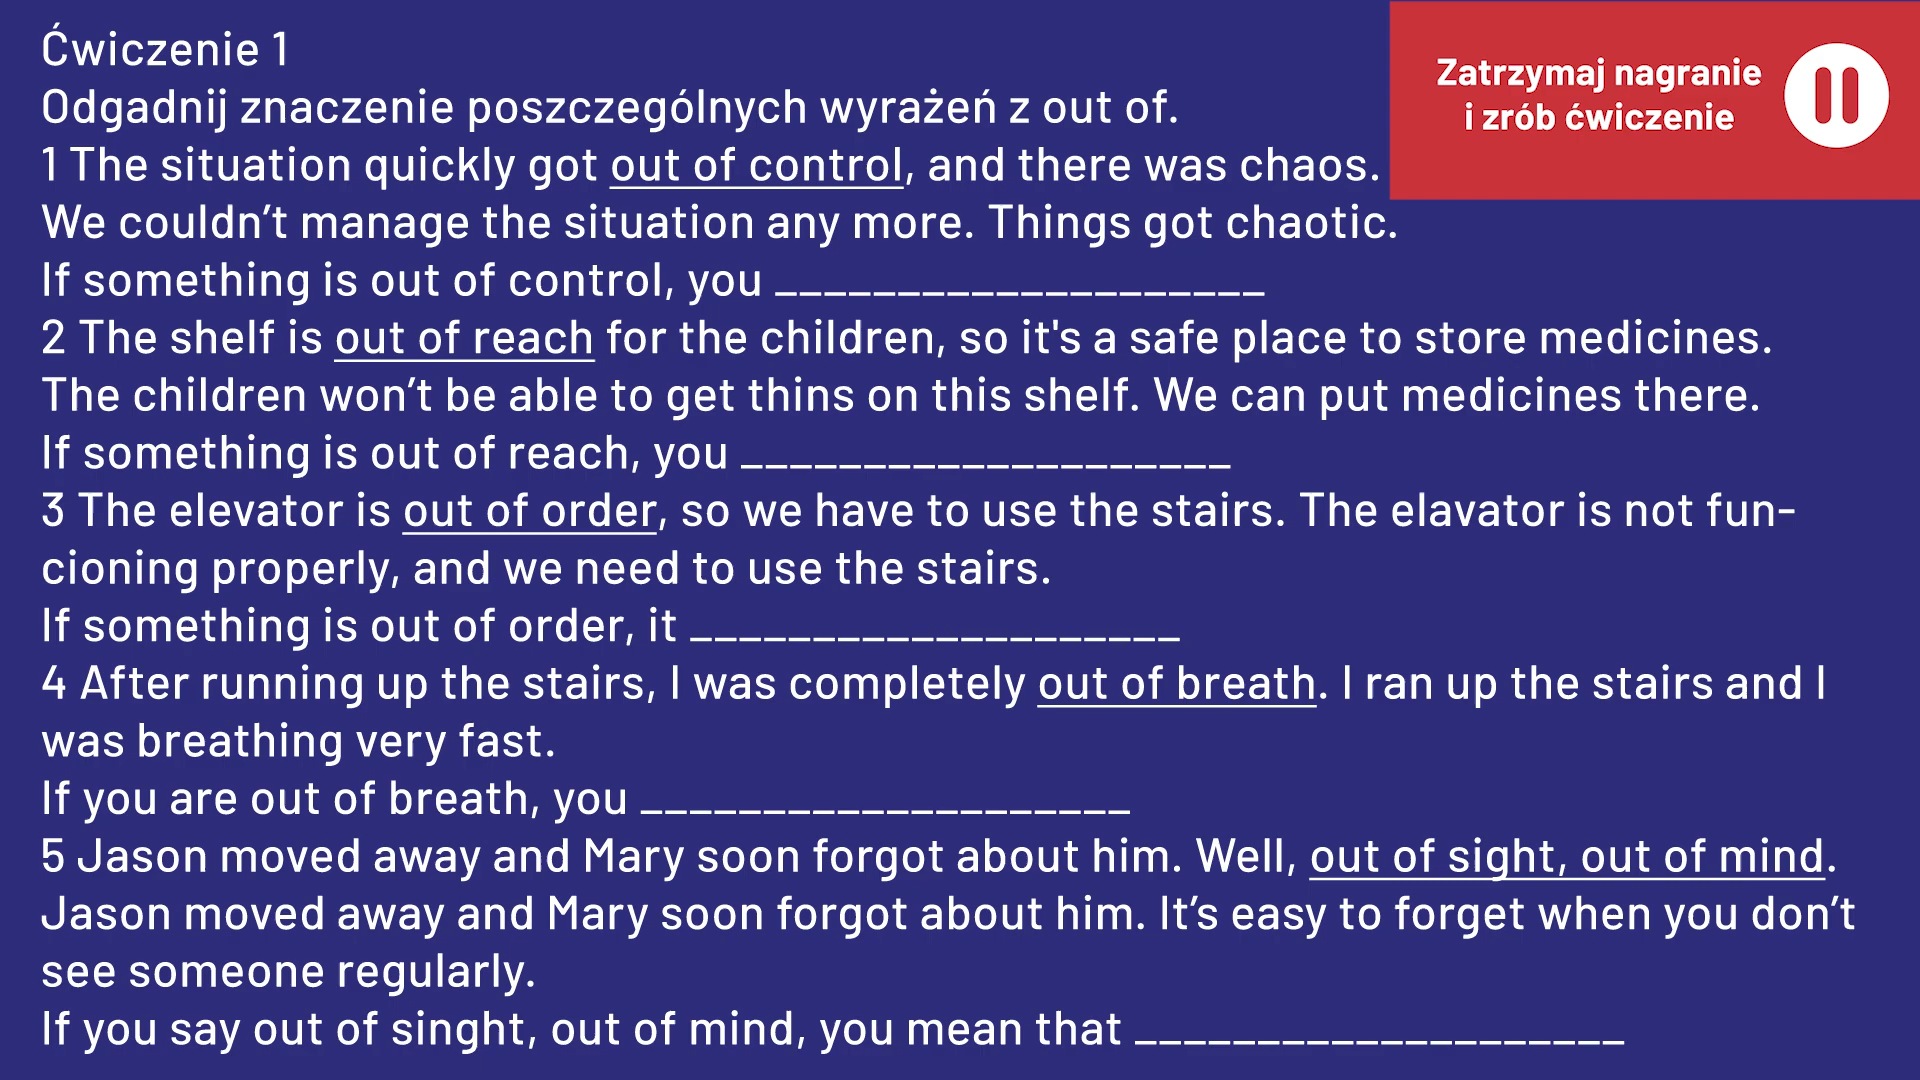 Ćwiczenie 1
Zatrzymaj nagranie
i zrób ćwiczenie
Odgadnij znaczenie poszczególnych wyrażeń z out of.
1 The situation quickly got out of control, and there was chaos.
We couldn’t manage the situation any more. Things got chaotic.
If something is out of control, you ____________________
2 The shelf is out of reach for the children, so it's a safe place to store medicines.
The children won’t be able to get thins on this shelf. We can put medicines there.
If something is out of reach, you ____________________
3 The elevator is out of order, so we have to use the stairs. The elavator is not fun-
cioning properly, and we need to use the stairs.
If something is out of order, it ____________________
4 After running up the stairs, I was completely out of breath. I ran up the stairs and I
was breathing very fast.
If you are out of breath, you ____________________
5 Jason moved away and Mary soon forgot about him. Well, out of sight, out of mind.
Jason moved away and Mary soon forgot about him. It’s easy to forget when you don’t
see someone regularly.
If you say out of singht, out of mind, you mean that ____________________